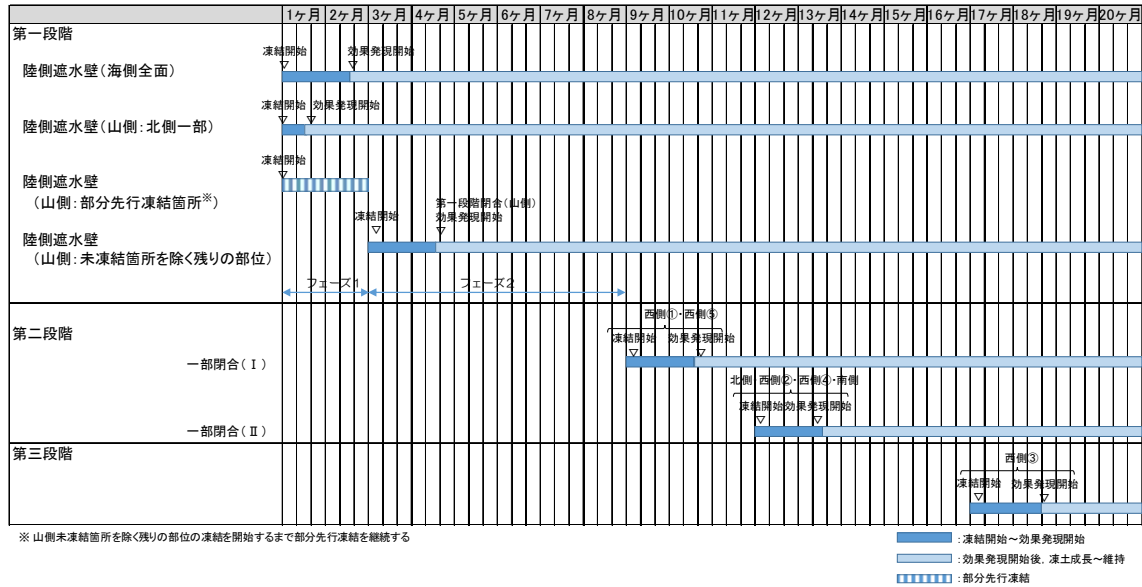 1ヶ月 2ヶ月 3ヶ月 4ヶ月 5ヶ月 6ヶ月 7ヶ月 8ヶ月 9ヶ月 10ヶ月 11ヶ月 12ヶ月 13ヶ月 14ヶ月 15ヶ月 16ヶ月 17ヶ月 18ヶ月 19ヶ月 20ヶ月
第一段階
凍結開始 効果発現開始
陸側遮水壁(海側全面)
凍結開始 効果発現開始
陸側遮水壁(山側:北側一部)
凍結開始
陸側遮水壁
(山側:部分先行凍結箇所※)
第一段階閉合(山側)
凍結開始 効果発現開始
陸側遮水壁
(山側:未凍結箇所を除く残りの部位)
フェーズ1 フェーズ2
西側①・西側⑤
第二段階
凍結開始 効果発現開始
一部閉合(Ⅰ)
北側・西側②・西側④・南側
凍結開始 効果発現開始
一部閉合(Ⅱ)
第三段階
西側③
凍結開始 効果発現開始
※ 山側未凍結箇所を除く残りの部位の凍結を開始するまで部分先行凍結を継続する
:凍結開始~効果発現開始
:効果発現開始後、凍土成長~維持
:部分先行凍結